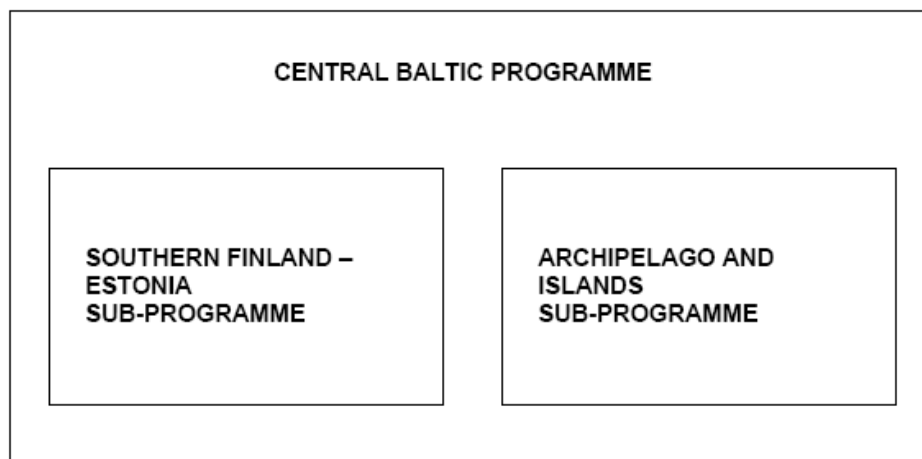 CENTRAL BALTIC PROGRAMME
SOUTHERN FINLAND –
ESTONIA
SUB-PROGRAMME
ARCHIPELAGO AND
ISLANDS
SUB-PROGRAMME